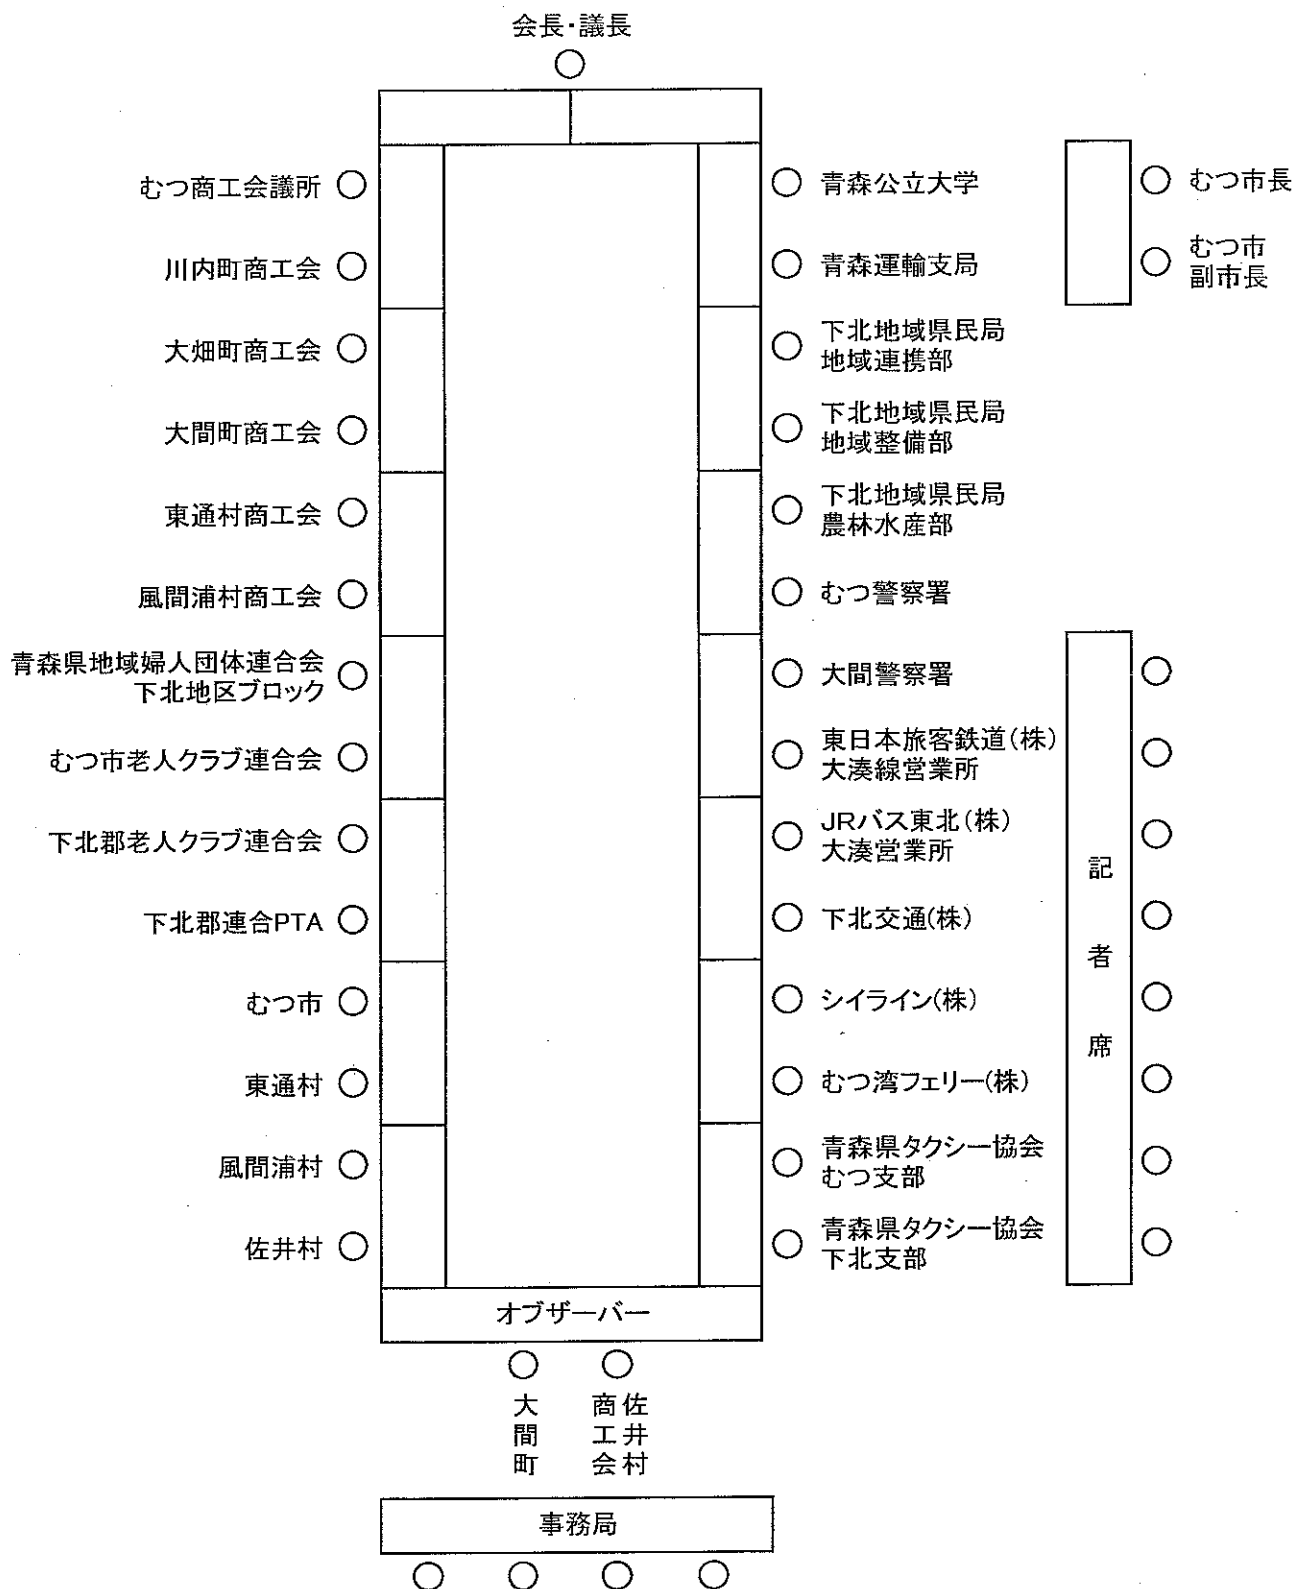 会長・議長
むつ商工会議所
川内町商工会
大畑町商工会
大間町商工会
東通村商工会
風間浦村商工会
青森県地域婦人団体連合会
下北地区ブロック
むつ市老人クラブ連合会
下北郡老人クラブ連合会
下北郡連合PTA
むつ市
東通村
風間浦村
佐井村
青森公立大学
青森運輸支局
下北地域県民局
地域連携部
下北地域県民局
地域整備部
下北地域県民局
農林水産部
むつ警察署
大間警察署
東日本旅客鉄道(株)
大湊線営業所
JRバス東北(株)
大湊営業所
下北交通(株)
シイライン(株)
むつ湾フェリー(株)
青森県タクシー協会
むつ支部
青森県タクシー協会
下北支部
むつ市長
むつ市
副市長
記者席
オブザーバー
大間町
佐井村
商工会
事務局